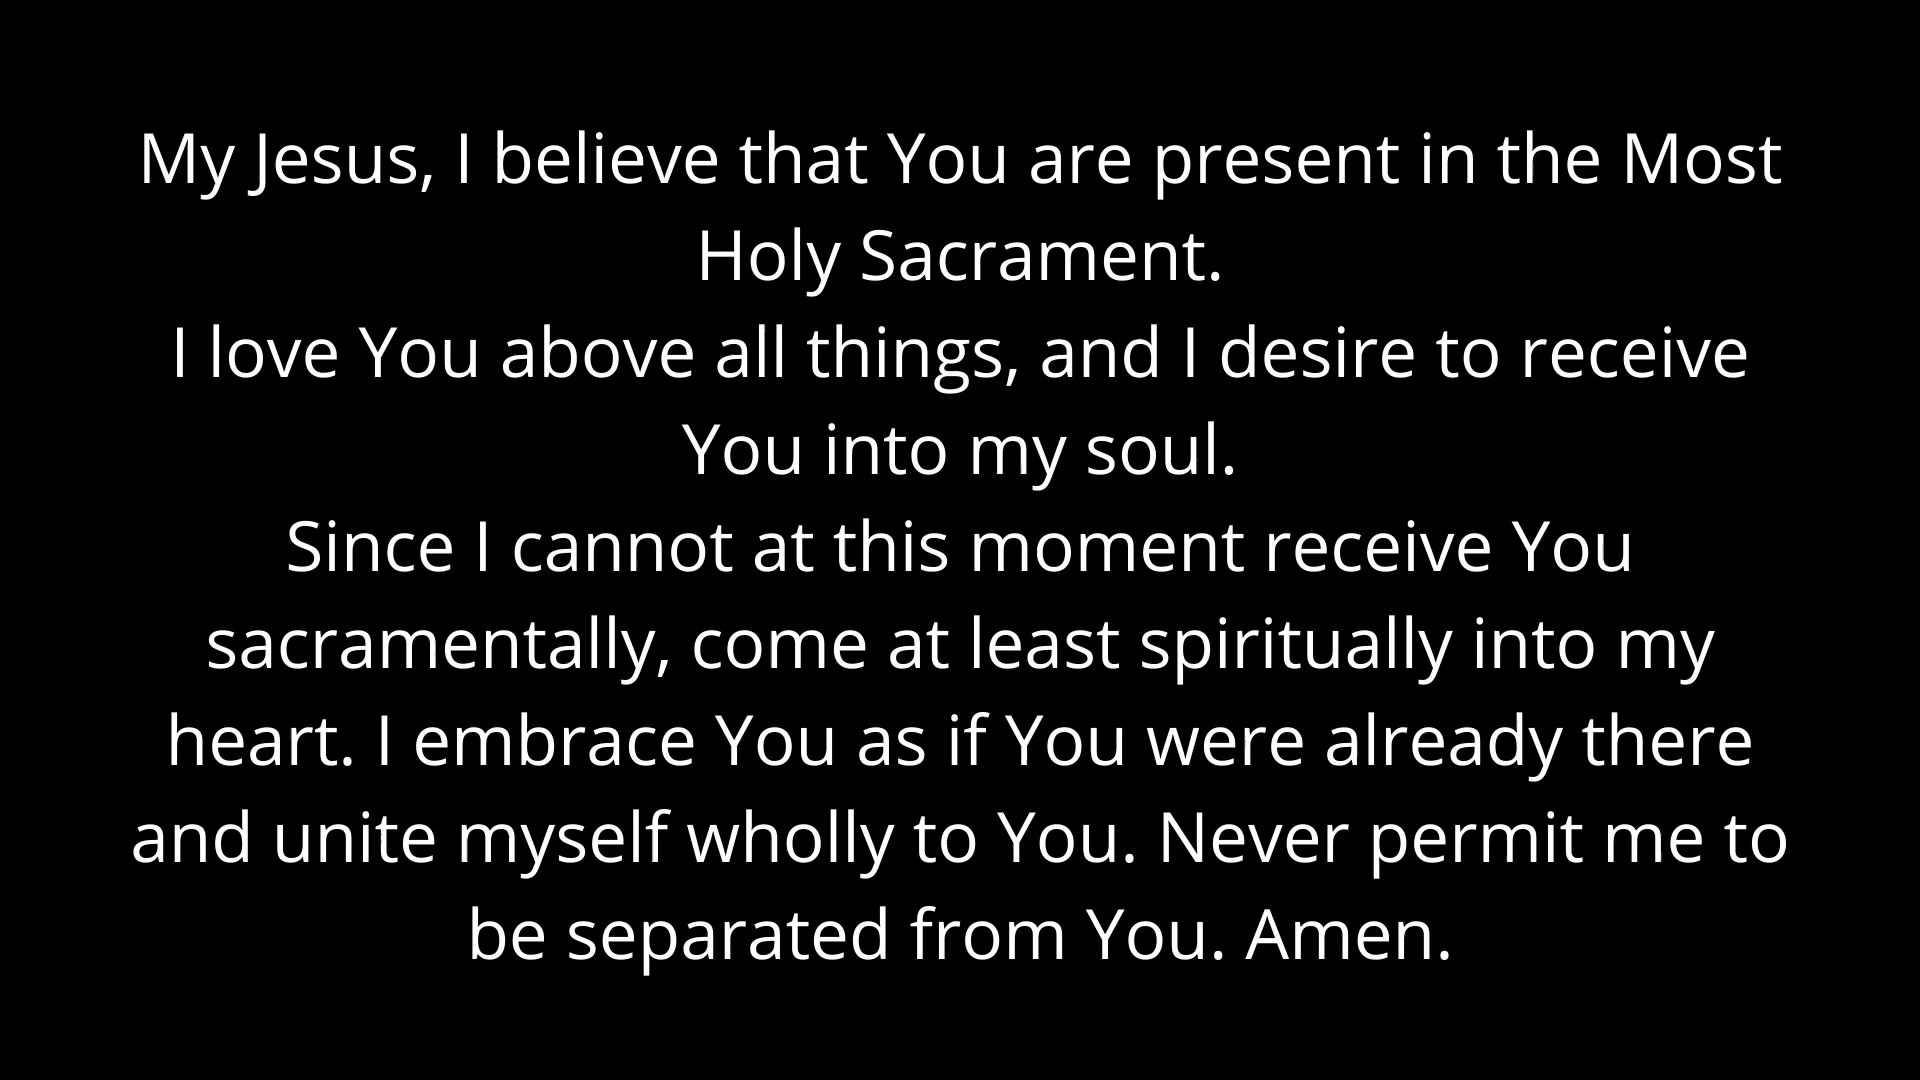 My Jesus, I believe that You are present in the Most
Holy Sacrament.
I love You above all things, and I desire to receive
You into my soul.
Since I cannot at this moment receive You
sacramentally, come at least spiritually into my
heart. I embrace You as if You were already there
and unite myself wholly to You. Never permit me to
be separated from You. Amen.